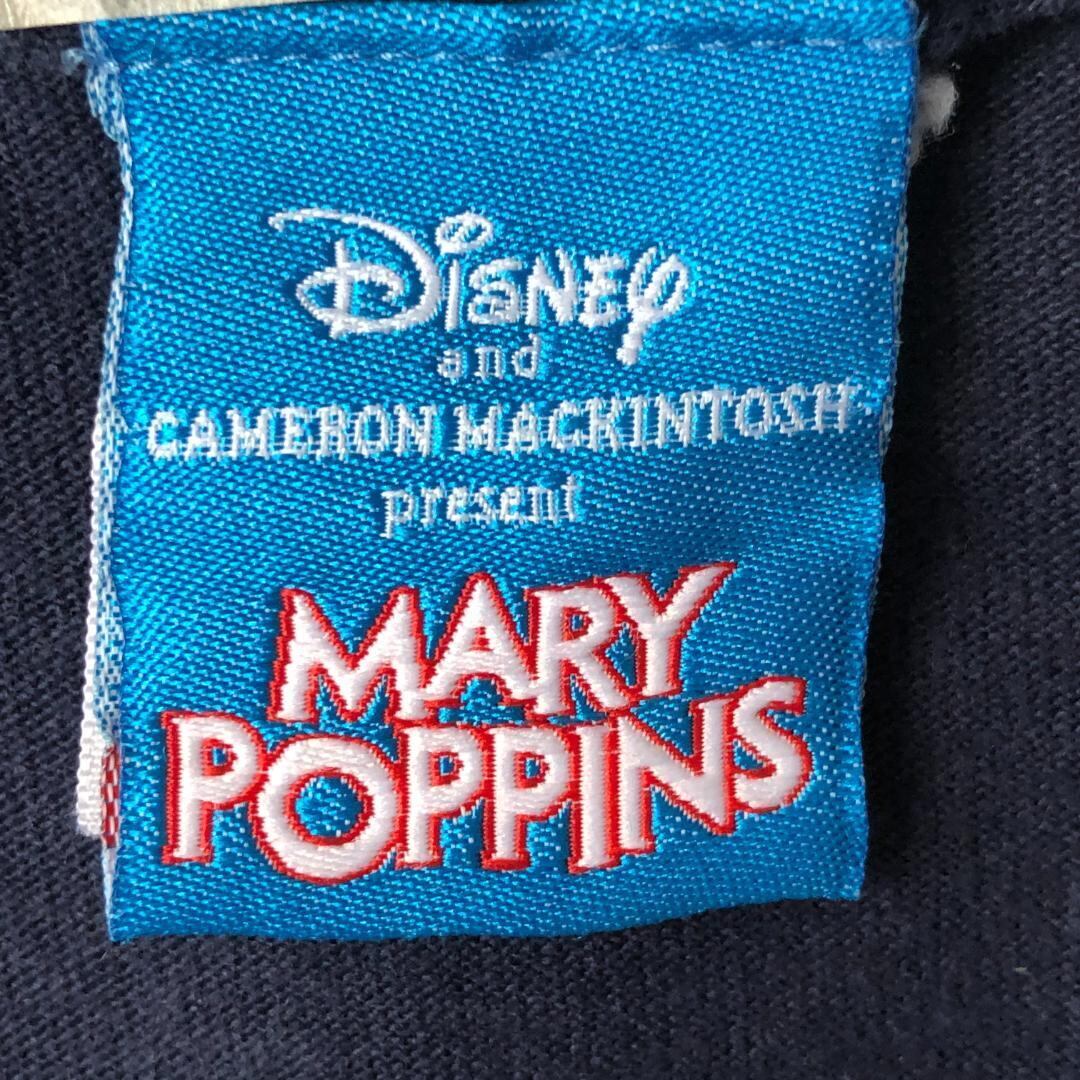 Disney
and
CAMERON MACKINTOSH
present
MARY
POPPINS